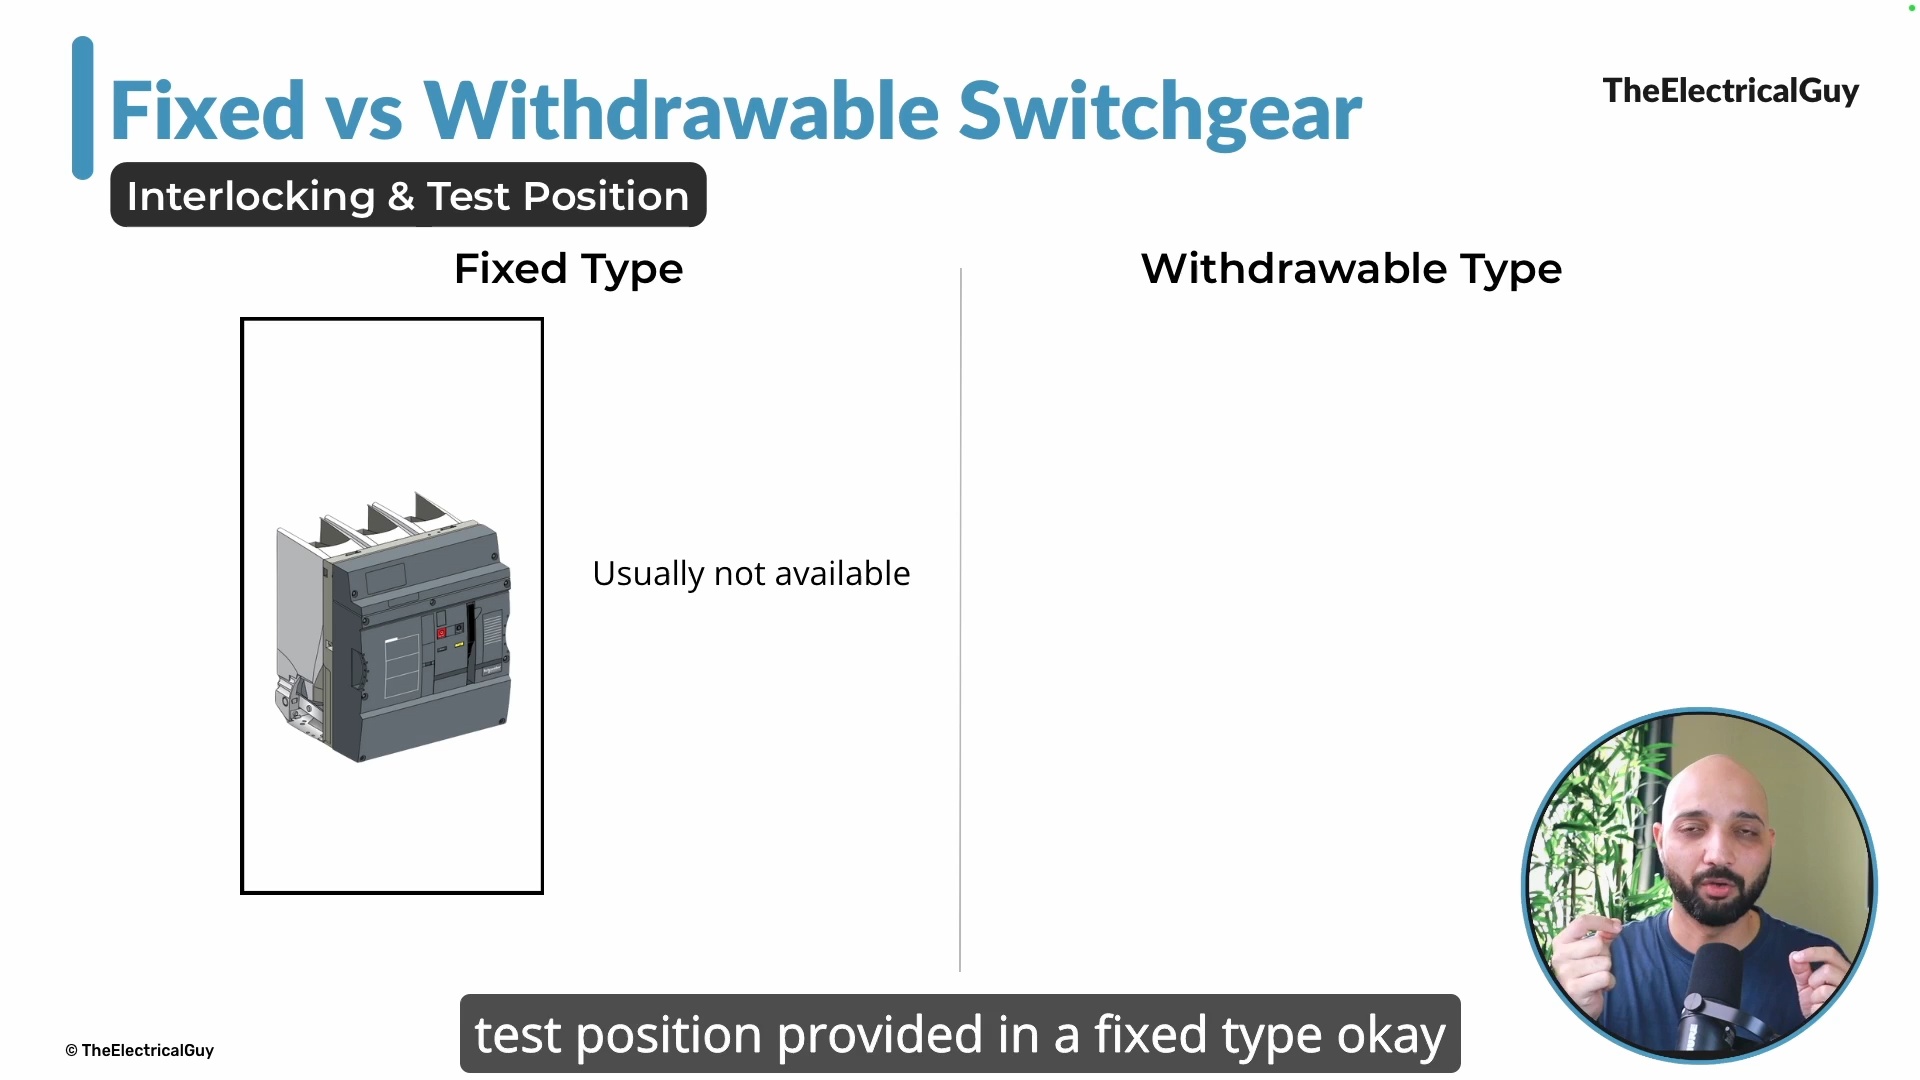 Fixed vs Withdrawable Switchgear
TheElectricalGuy
Interlocking & Test Position
Fixed Type
Withdrawable Type
Usually not available
test position provided in a fixed type okay
© TheElectricalGuy